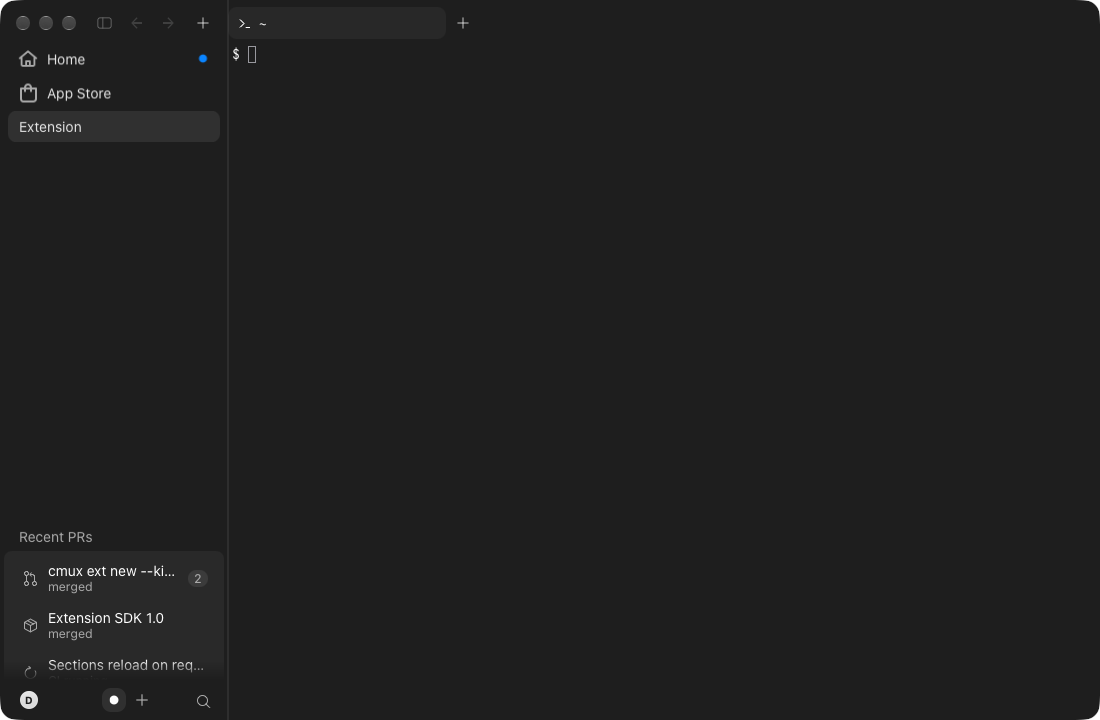 >_ ~
$
Home
App Store
Extension
Recent PRs
cmux ext new --ki...
2
merged
Extension SDK 1.0
merged
Sections reload on req...
D